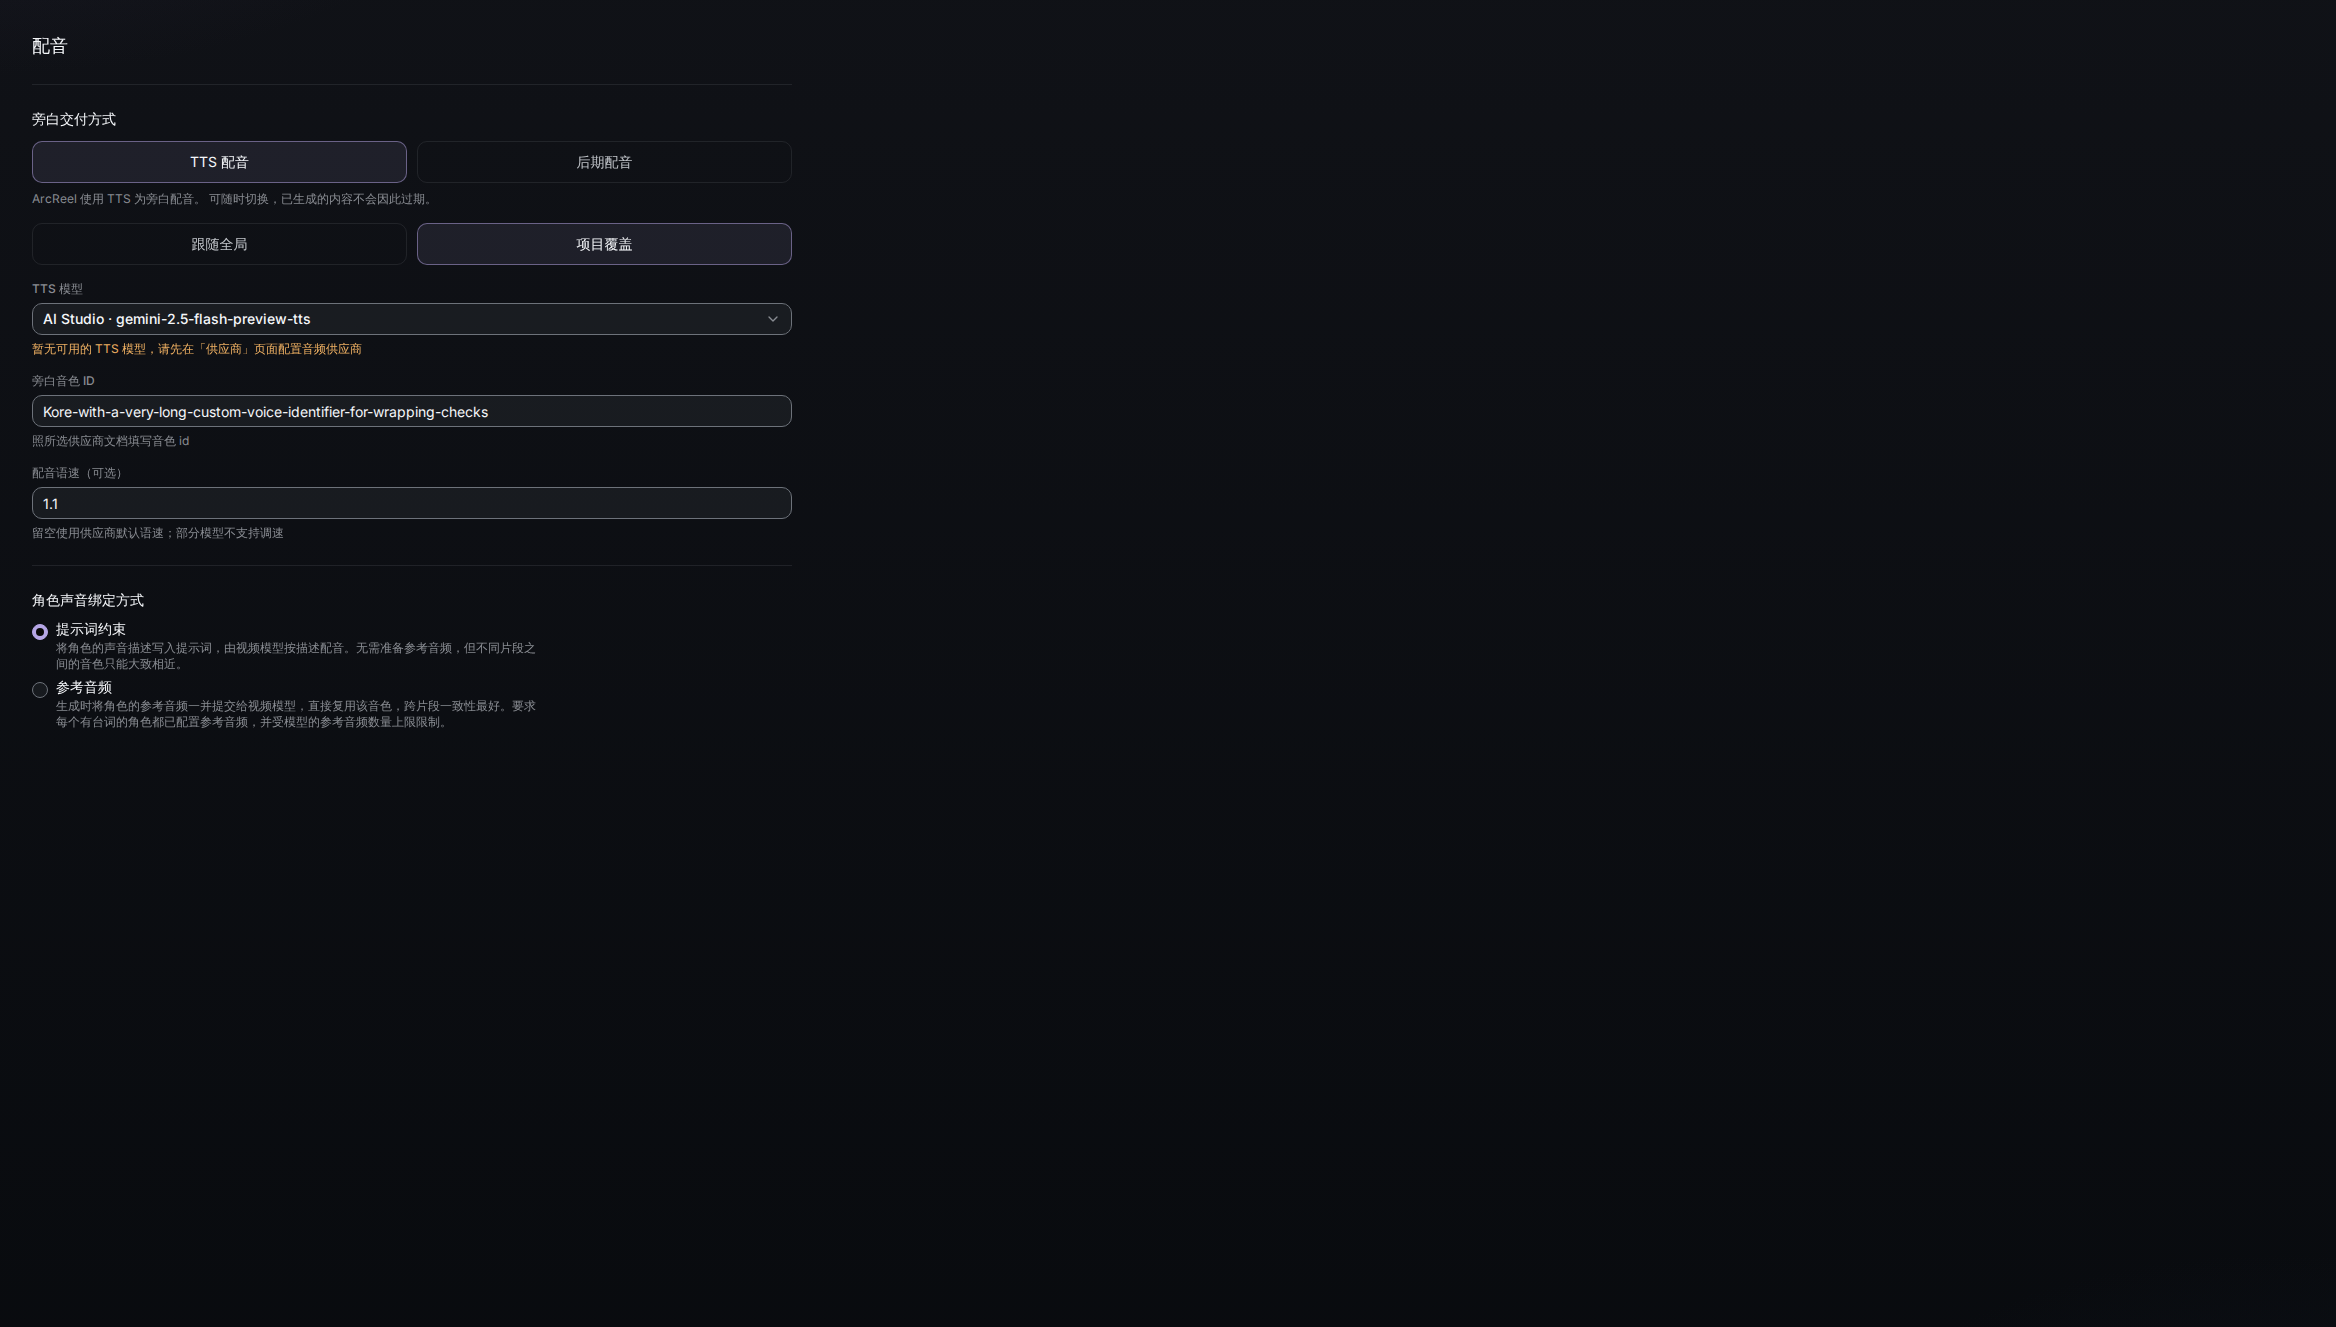 配音
旁白交付方式
TTS 配音
后期配音
ArcReel 使用 TTS 为旁白配音。 可随时切换，已生成的内容不会因此过期。
跟随全局
项目覆盖
TTS 模型
AI Studio · gemini-2.5-flash-preview-tts
暂无可用的 TTS 模型，请先在「供应商」页面配置音频供应商
旁白音色 ID
Kore-with-a-very-long-custom-voice-identifier-for-wrapping-checks
照所选供应商文档填写音色 id
配音语速（可选）
1.1
留空使用供应商默认语速；部分模型不支持调速
角色声音绑定方式
提示词约束
将角色的声音描述写入提示词，由视频模型按描述配音。无需准备参考音频，但不同片段之
间的音色只能大致相近。
参考音频
生成时将角色的参考音频一并提交给视频模型，直接复用该音色，跨片段一致性最好。要求
每个有台词的角色都已配置参考音频，并受模型的参考音频数量上限限制。